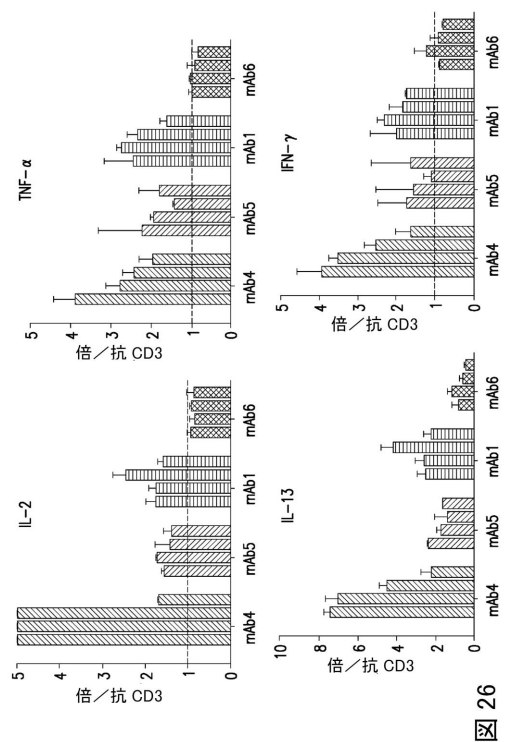 IL-2
倍/抗 CD3
5
4
3
2
1
0
mAb4
mAb5
mAb1
mAb6
TNF-α
倍/抗 CD3
5
4
3
2
1
0
mAb4
mAb5
mAb1
mAb6
IL-13
倍/抗 CD3
10
8
6
4
2
0
mAb4
mAb5
mAb1
mAb6
IFN-γ
倍/抗 CD3
5
4
3
2
1
0
mAb4
mAb5
mAb1
mAb6
図 26